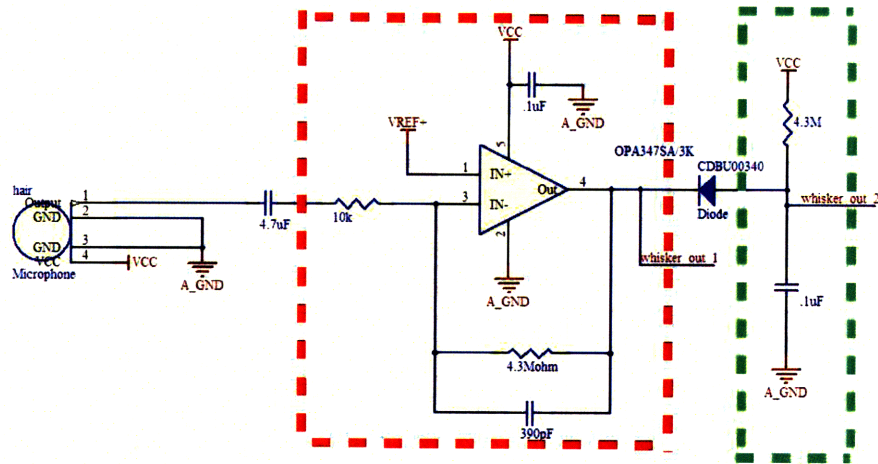 hair
Output
GND
GND
VCC
Microphone
1
2
3
4
VCC
A_GND
4.7uF
10k
VREF+
VCC
.1uF
A_GND
5
1
IN+
3
IN-
Out
4
2
A_GND
OPA347SA/3K
4.3Mohm
390pF
whisker_out_1
CDBU00340
Diode
VCC
4.3M
whisker_out_2
.1uF
A_GND